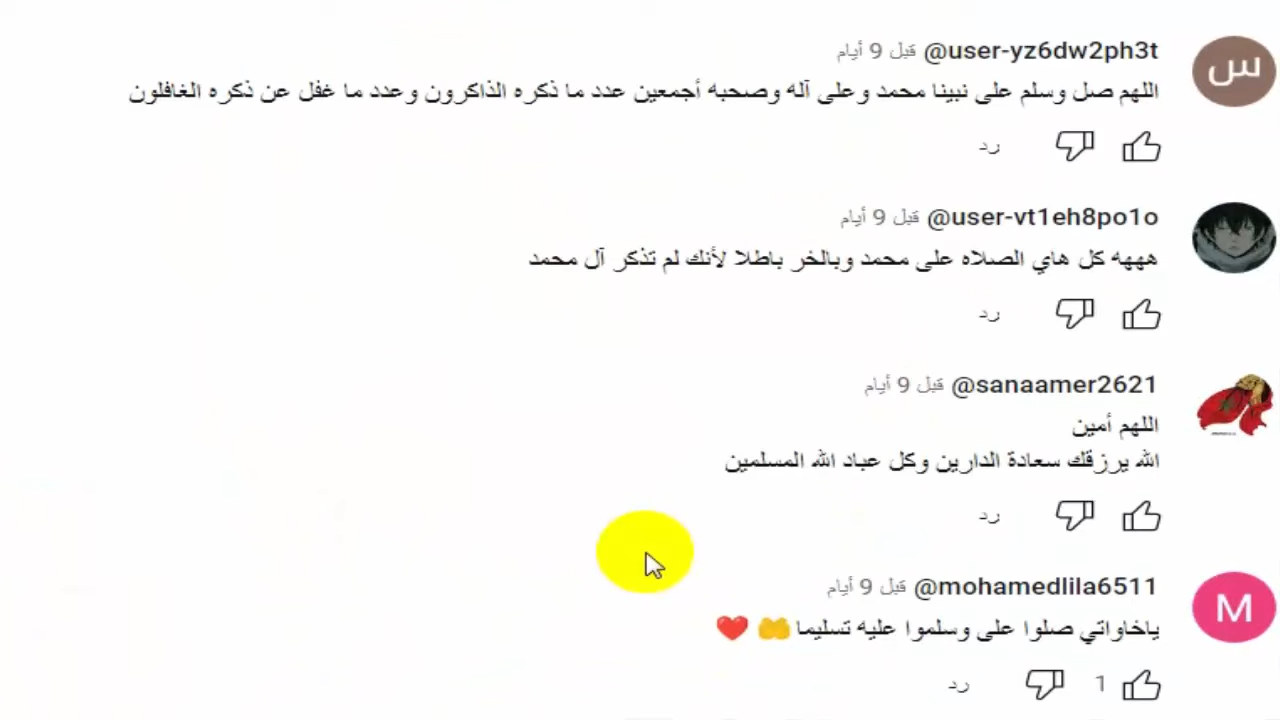 @user-yz6dw2ph3t قبل 9 أيام
س
اللهم صل وسلم على نبينا محمد وعلى آله وصحبه أجمعين عدد ما ذكره الذاكرون وعدد ما غفل عن ذكره الغافلون
رد
@user-vt1eh8po1o قبل 9 أيام
هههه كل هاي الصلاه على محمد وبالخر باطلا لأنك لم تذكر آل محمد
رد
@sanaamer2621 قبل 9 أيام
اللهم أمين
الله يرزقك سعادة الدارين وكل عباد الله المسلمين
رد
@mohamedlila6511 قبل 9 أيام
M
ياخاواتي صلوا على وسلموا عليه تسليما 🤲 ❤️
1 رد